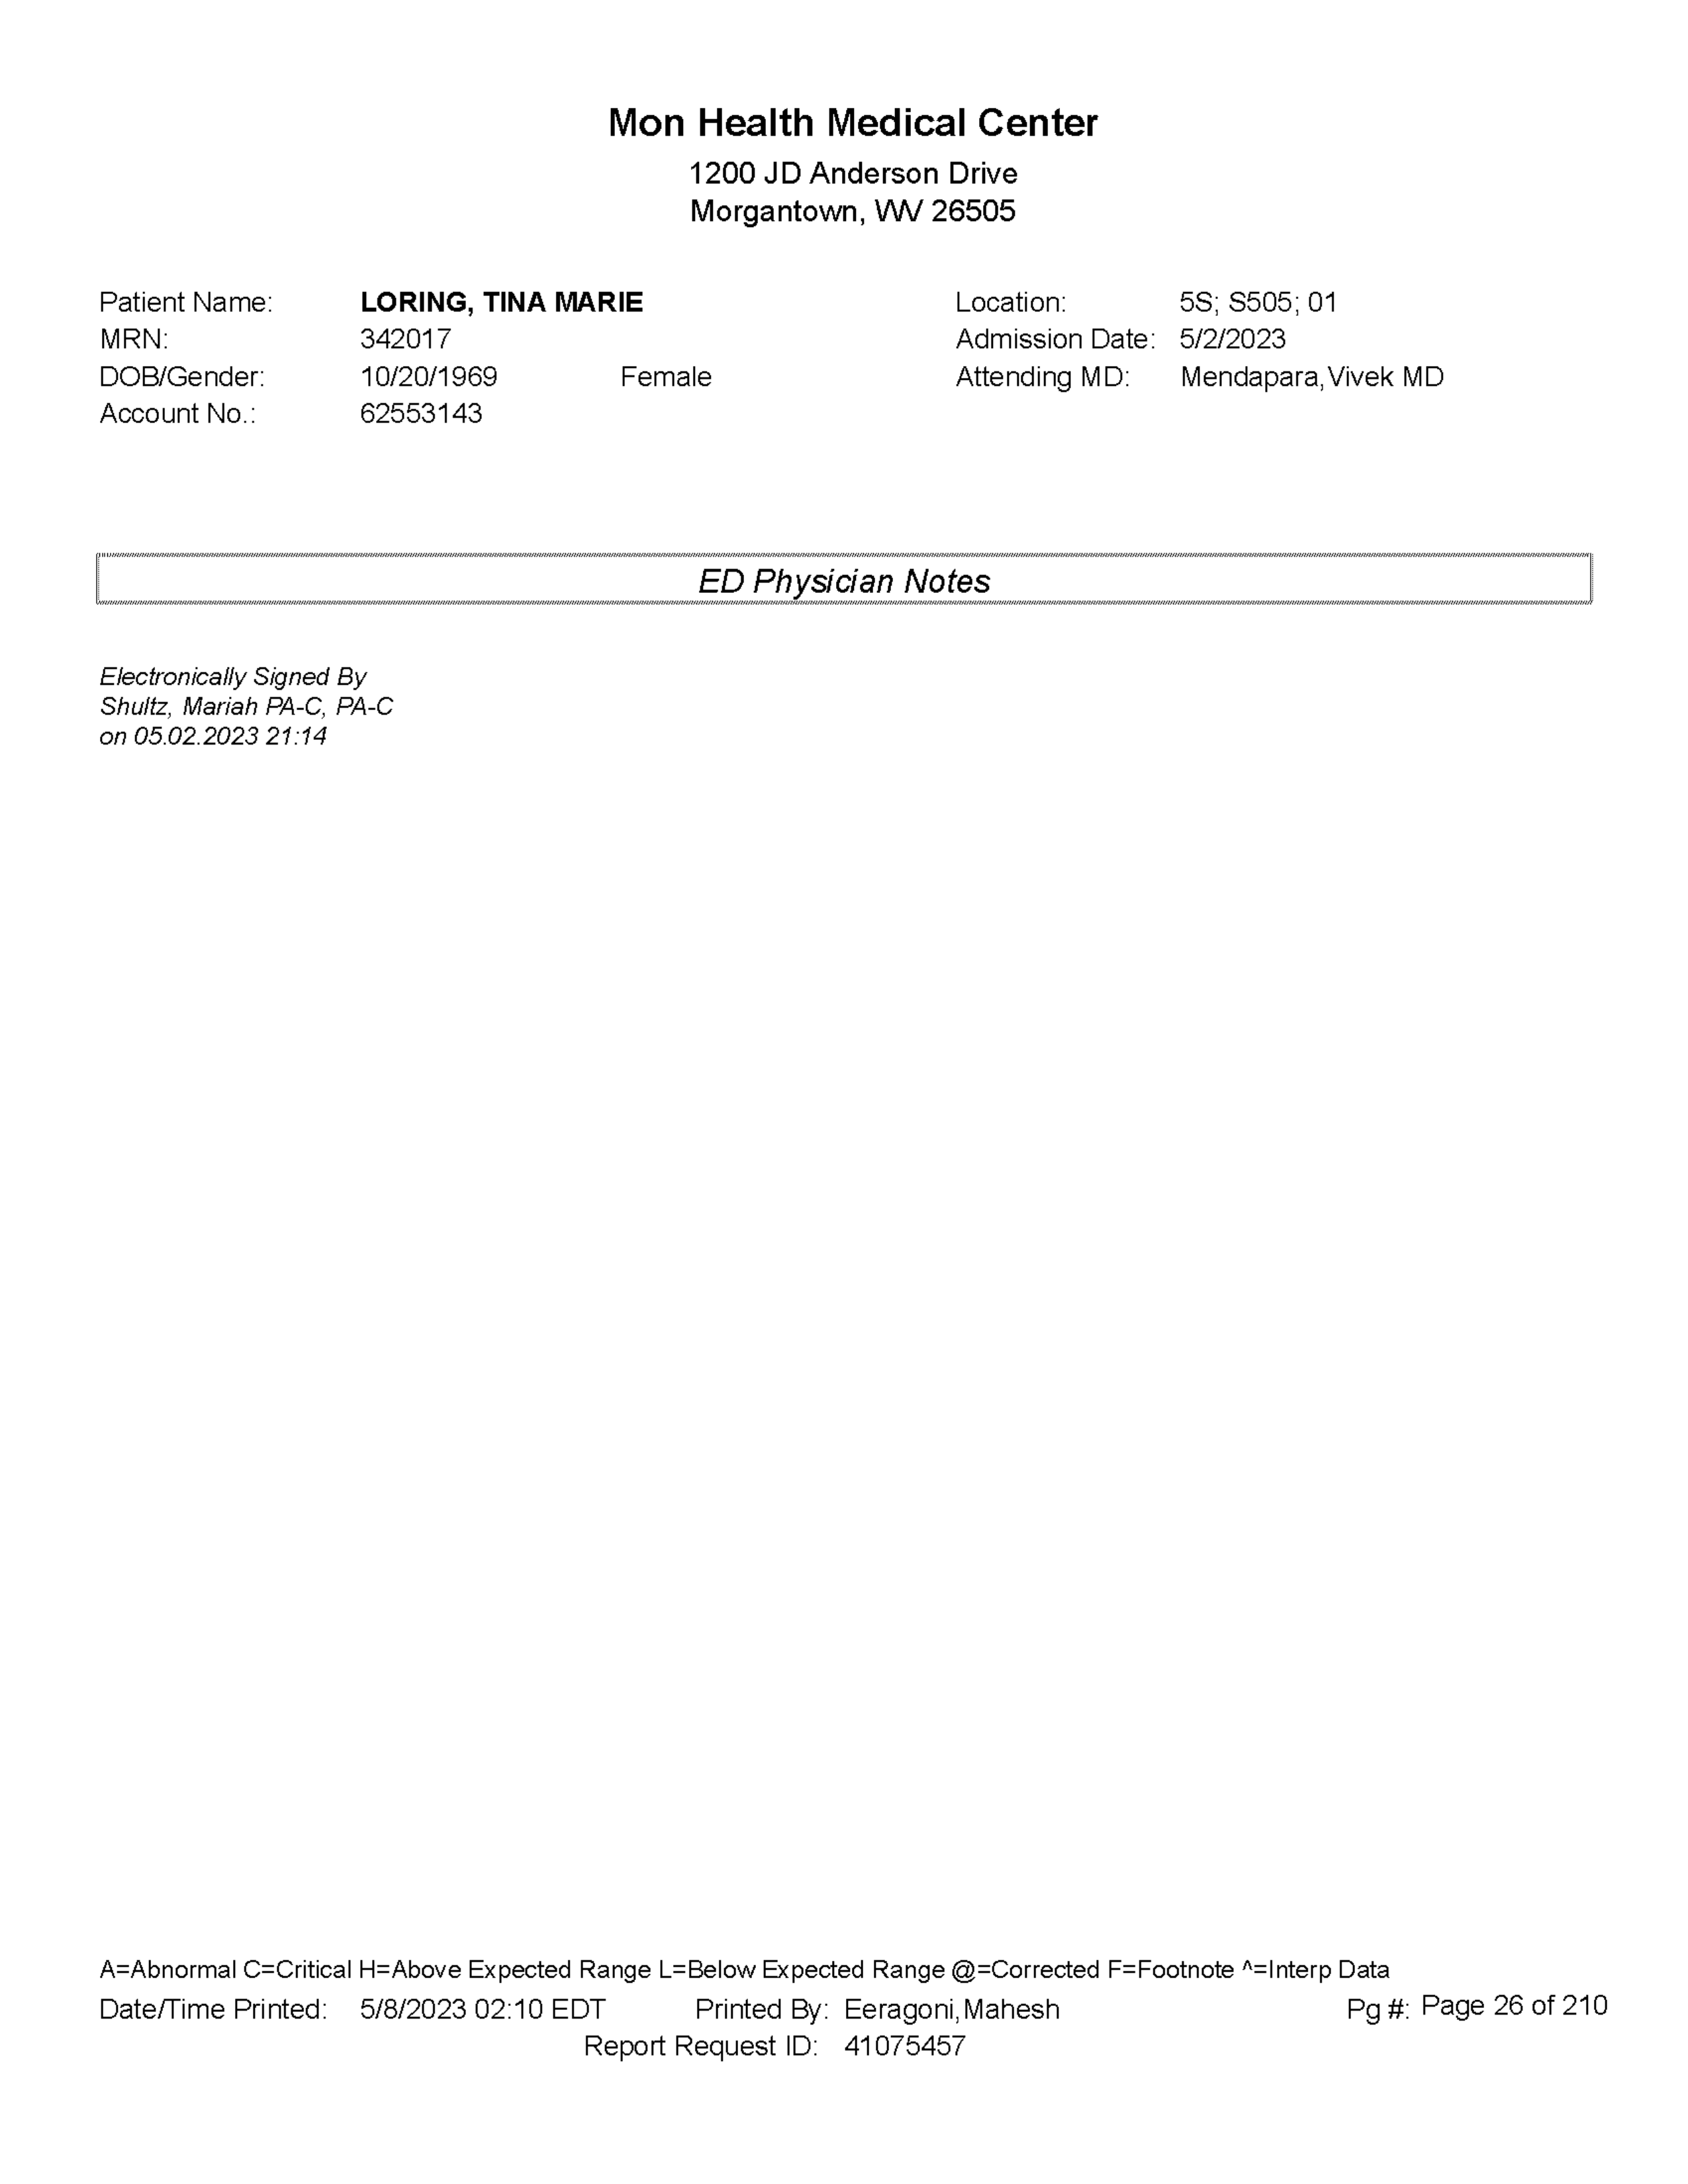 Mon Health Medical Center
1200 JD Anderson Drive
Morgantown, WV 26505
Patient Name: LORING, TINA MARIE Location: 5S; S505; 01
MRN: 342017 Admission Date: 5/2/2023
DOB/Gender: 10/20/1969 Female Attending MD: Mendapara,Vivek MD
Account No.: 62553143
ED Physician Notes
Electronically Signed By
Shultz, Mariah PA-C, PA-C
on 05.02.2023 21:14
A=Abnormal C=Critical H=Above Expected Range L=Below Expected Range @=Corrected F=Footnote ^=Interp Data
Date/Time Printed: 5/8/2023 02:10 EDT Printed By: Eeragoni,Mahesh Pg #: Page 26 of 210
Report Request ID: 41075457